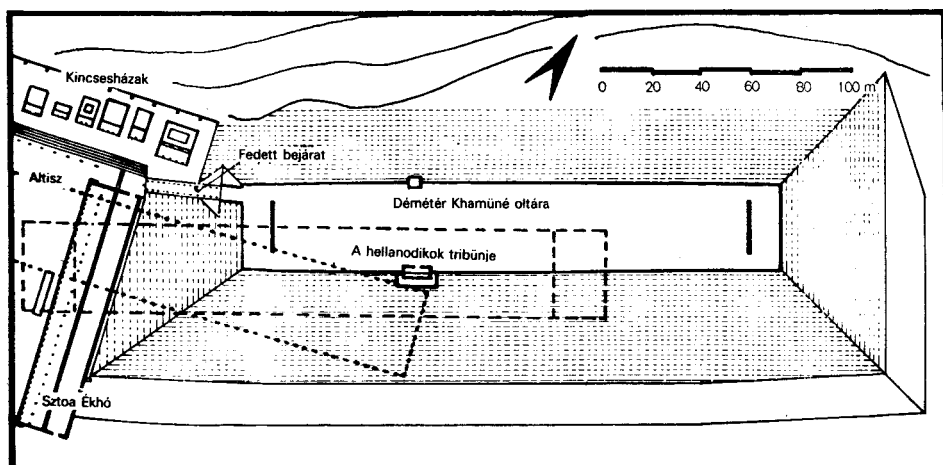 Kincsesházak
0 20 40 60 80 100 m
Fedett bejárat
Altisz
Démétér Khamüné oltára
A hellanodikok tribünje
Sztoa Ékhó